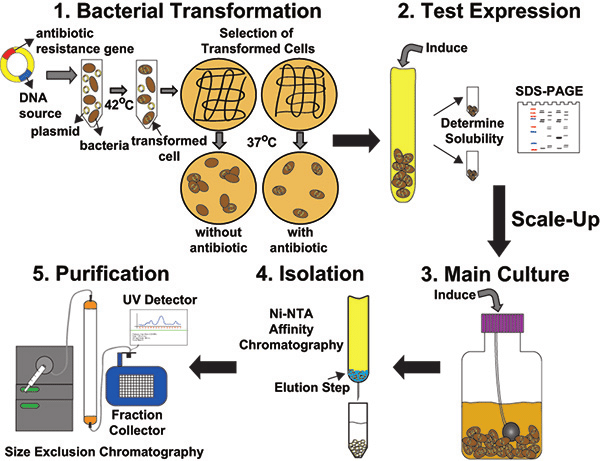 1. Bacterial Transformation
antibiotic
resistance gene
DNA
source
plasmid
42°C
bacteria
transformed
cell
Selection of
Transformed Cells
37°C
without
antibiotic
with
antibiotic
2. Test Expression
Induce
Determine
Solubility
SDS-PAGE
Scale-Up
3. Main Culture
Induce
4. Isolation
Ni-NTA
Affinity
Chromatography
Elution Step
5. Purification
UV Detector
Fraction
Collector
Size Exclusion Chromatography